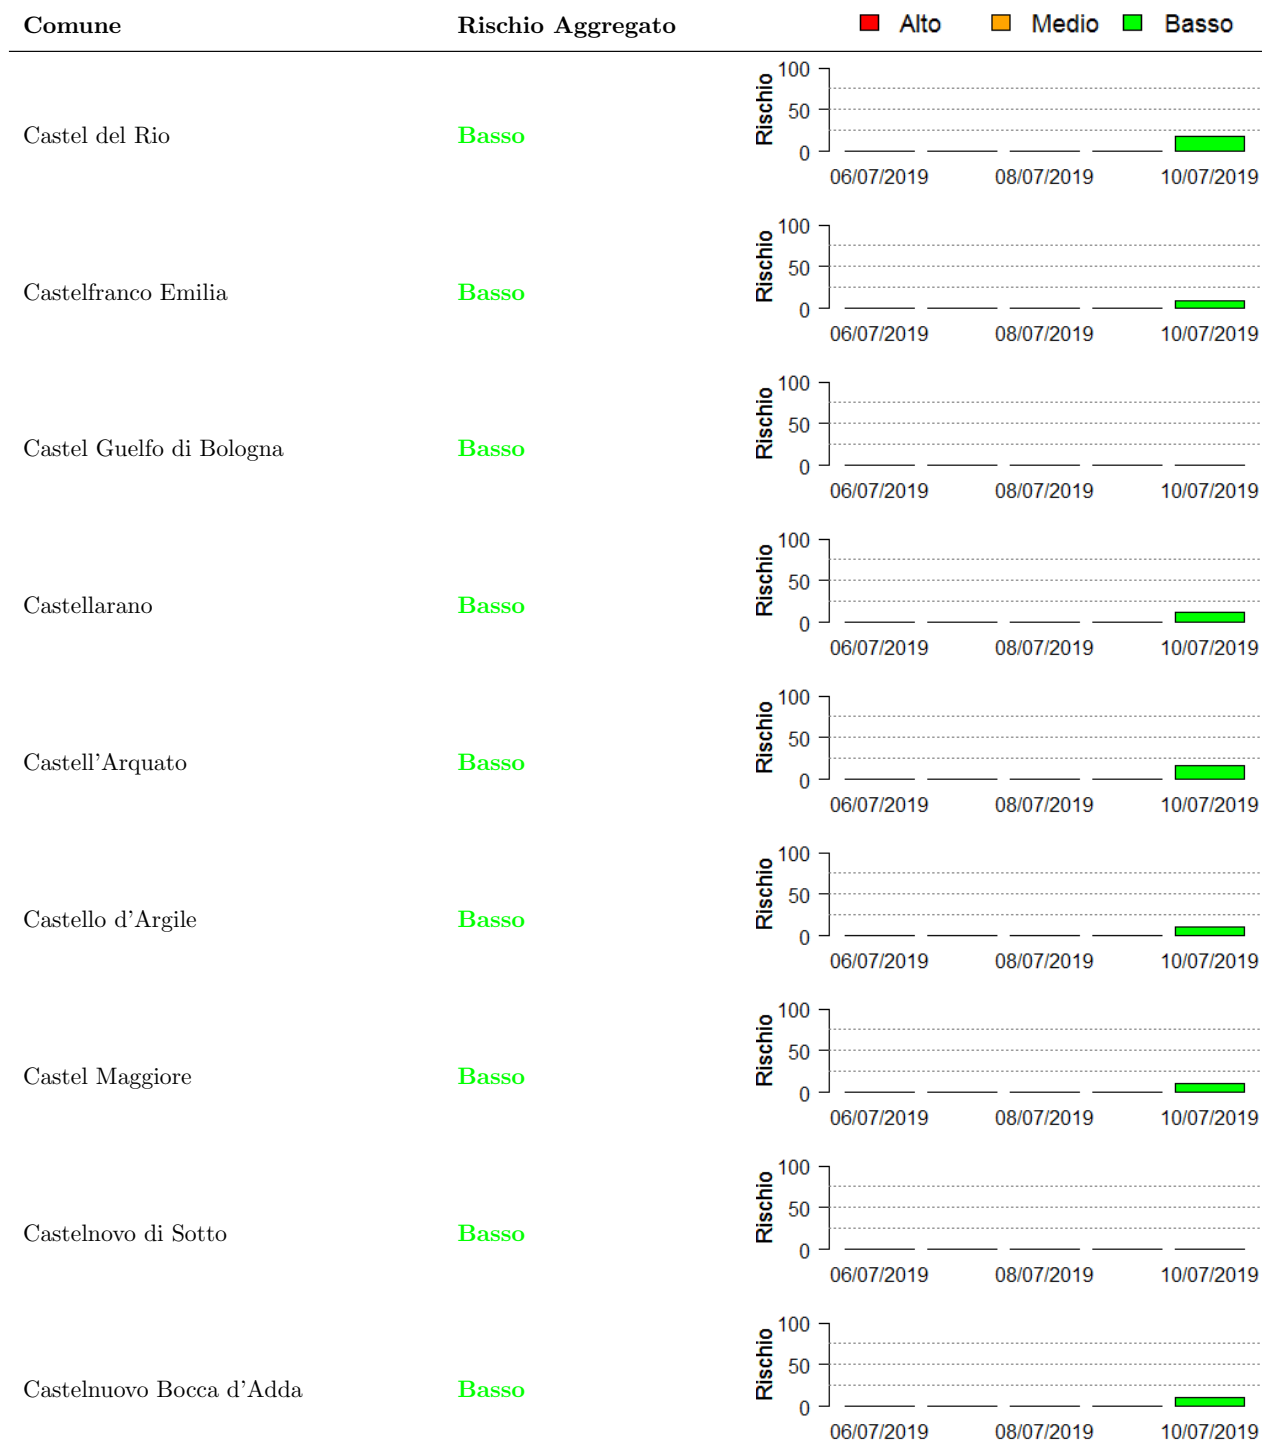 Comune Rischio Aggregato Alto Medio Basso
Castel del Rio Basso Rischio 100 50 0
06/07/2019 08/07/2019 10/07/2019
Castelfranco Emilia Basso Rischio 100 50 0
06/07/2019 08/07/2019 10/07/2019
Castel Guelfo di Bologna Basso Rischio 100 50 0
06/07/2019 08/07/2019 10/07/2019
Castellarano Basso Rischio 100 50 0
06/07/2019 08/07/2019 10/07/2019
Castell'Arquato Basso Rischio 100 50 0
06/07/2019 08/07/2019 10/07/2019
Castello d'Argile Basso Rischio 100 50 0
06/07/2019 08/07/2019 10/07/2019
Castel Maggiore Basso Rischio 100 50 0
06/07/2019 08/07/2019 10/07/2019
Castelnovo di Sotto Basso Rischio 100 50 0
06/07/2019 08/07/2019 10/07/2019
Castelnuovo Bocca d'Adda Basso Rischio 100 50 0
06/07/2019 08/07/2019 10/07/2019